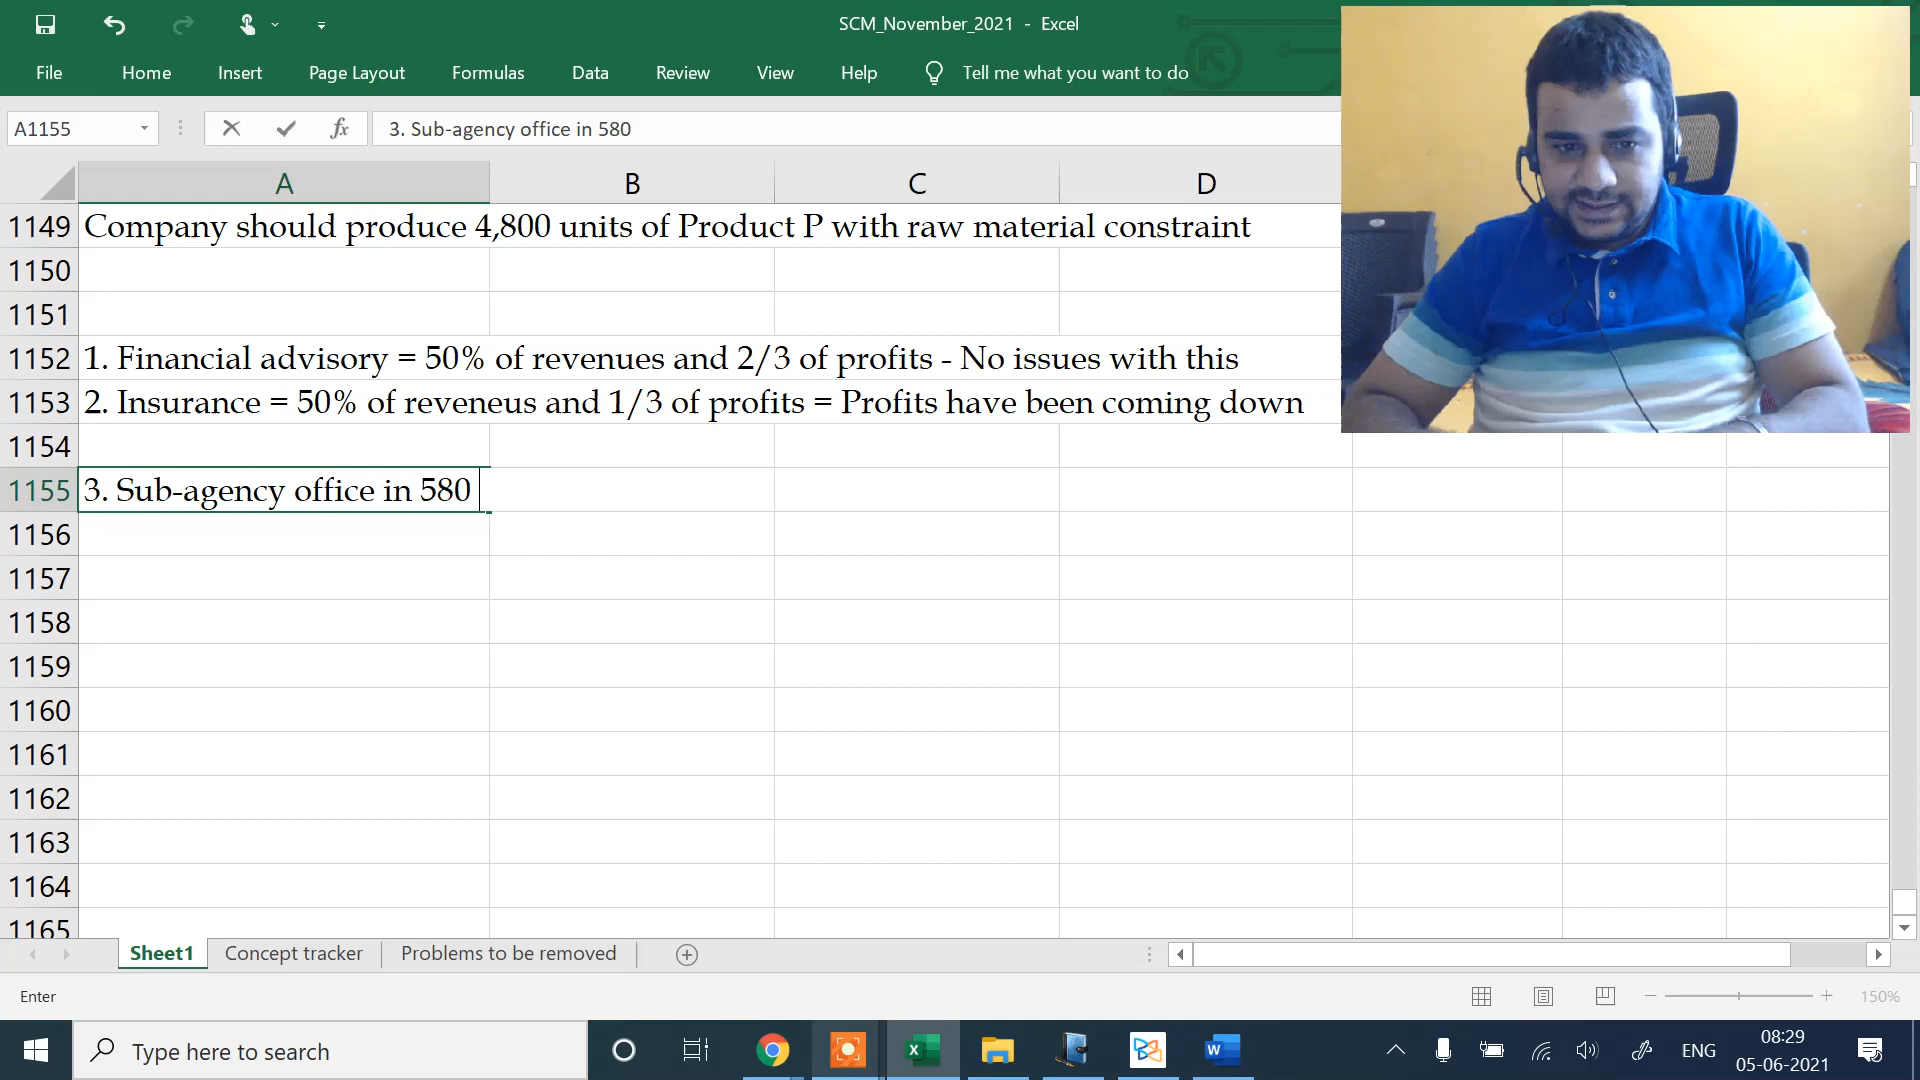 SCM_November_2021 - Excel
File Home Insert Page Layout Formulas Data Review View Help Tell me what you want to do
A1155 fx 3. Sub-agency office in 580
A B C D
1149 Company should produce 4,800 units of Product P with raw material constraint
1150
1151
1152 1. Financial advisory = 50% of revenues and 2/3 of profits - No issues with this
1153 2. Insurance = 50% of reveneus and 1/3 of profits = Profits have been coming down
1154
1155 3. Sub-agency office in 580
1156
1157
1158
1159
1160
1161
1162
1163
1164
1165
Sheet1 Concept tracker Problems to be removed
Enter 150%
Type here to search ENG 08:29
05-06-2021